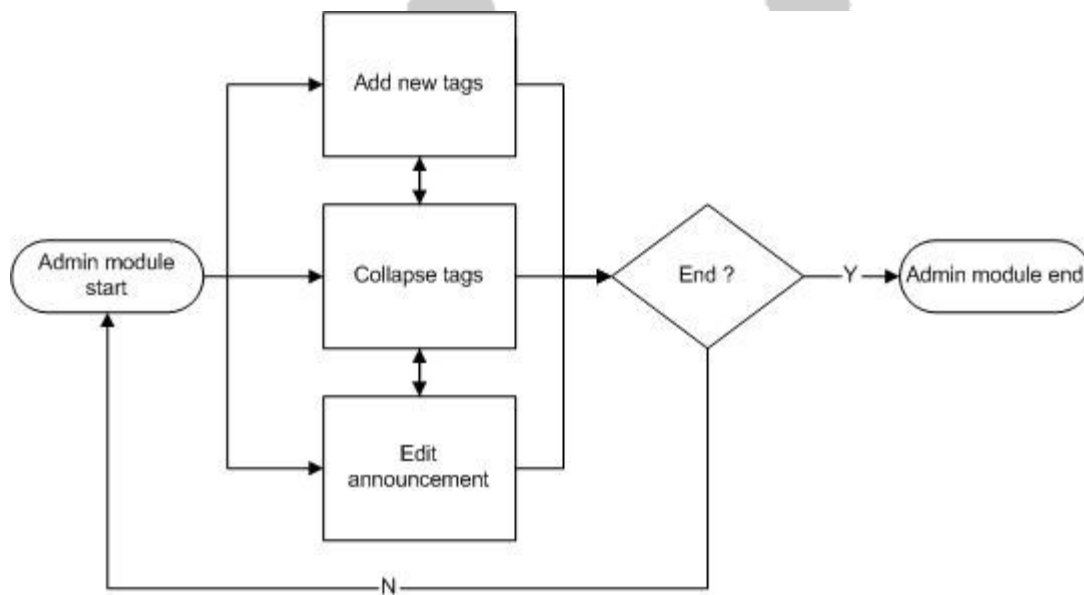 Add new tags
Admin module
start
Collapse tags
End ?
Y
Admin module end
Edit
announcement
N